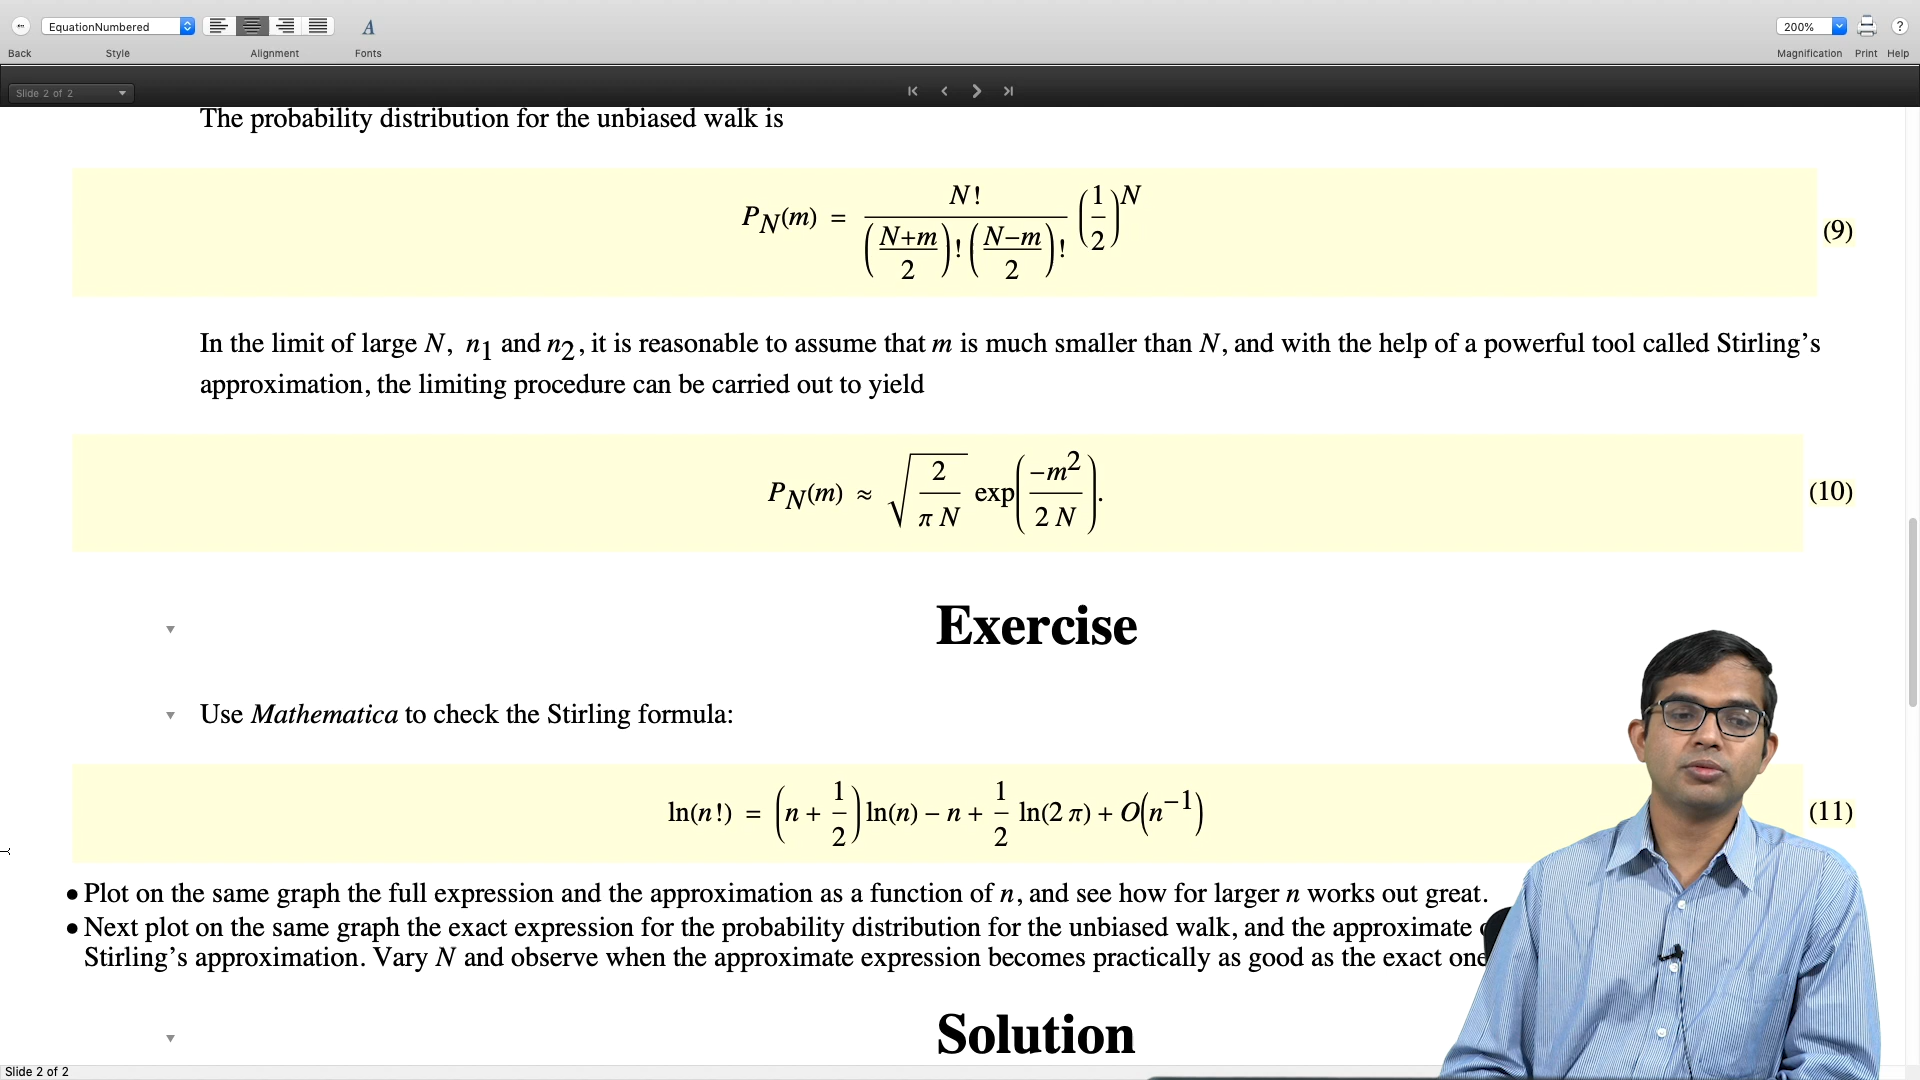 EquationNumbered
A
200%
?
Back
Style
Alignment
Fonts
Magnification
Print
Help
Slide 2 of 2
The probability distribution for the unbiased walk is
P_N(m) = N! / ((N+m)/2)! ((N−m)/2)! (1/2)^N (9)
In the limit of large N, n₁ and n₂, it is reasonable to assume that m is much smaller than N, and with the help of a powerful tool called Stirling's
approximation, the limiting procedure can be carried out to yield
P_N(m) ≈ √(2/(π N)) exp(−m²/(2 N)). (10)
Exercise
Use Mathematica to check the Stirling formula:
ln(n!) = (n + 1/2) ln(n) − n + 1/2 ln(2 π) + O(n⁻¹) (11)
• Plot on the same graph the full expression and the approximation as a function of n, and see how for larger n works out great.
• Next plot on the same graph the exact expression for the probability distribution for the unbiased walk, and the approximate
Stirling's approximation. Vary N and observe when the approximate expression becomes practically as good as the exact one
Solution
Slide 2 of 2